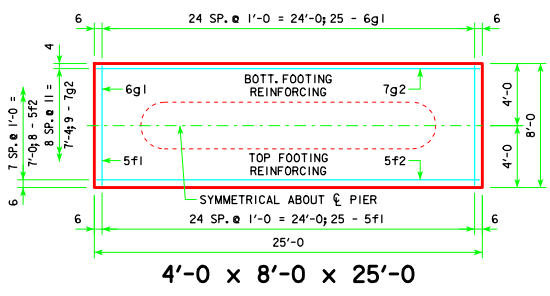 6
24 SP.@ 1'-0 = 24'-0; 25 - 6g1
6
4
6g1
BOTT. FOOTING
REINFORCING
7g2
7 SP.@ 1'-0 =
7'-0; 8 - 5f2
8 SP.@ 11 =
7'-4; 9 - 7g2
4'-0
8'-0
4'-0
5f1
TOP FOOTING
REINFORCING
5f2
6
SYMMETRICAL ABOUT ℄ PIER
6
24 SP.@ 1'-0 = 24'-0; 25 - 5f1
6
25'-0
4'-0 x 8'-0 x 25'-0